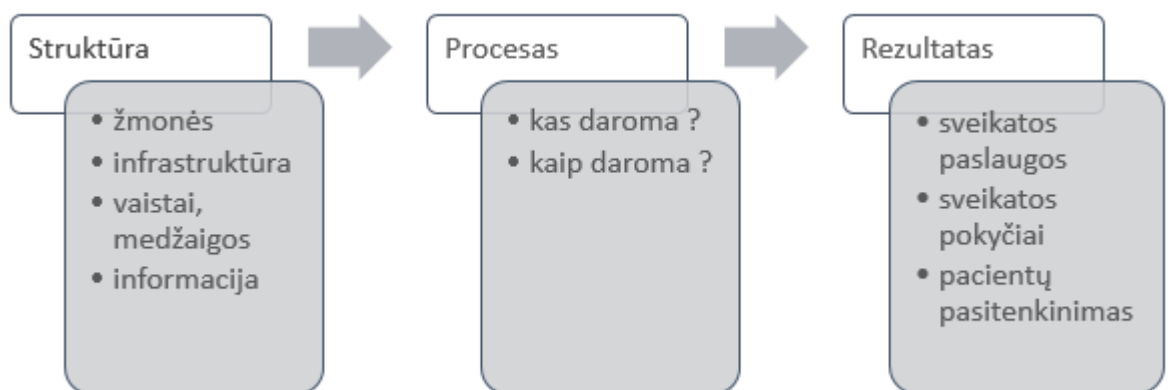 Struktūra
• žmonės
• infrastruktūra
• vaistai,
medžaigos
• informacija
Procesas
• kas daroma ?
• kaip daroma ?
Rezultatas
• sveikatos
paslaugos
• sveikatos
pokyčiai
• pacientų
pasitenkinimas